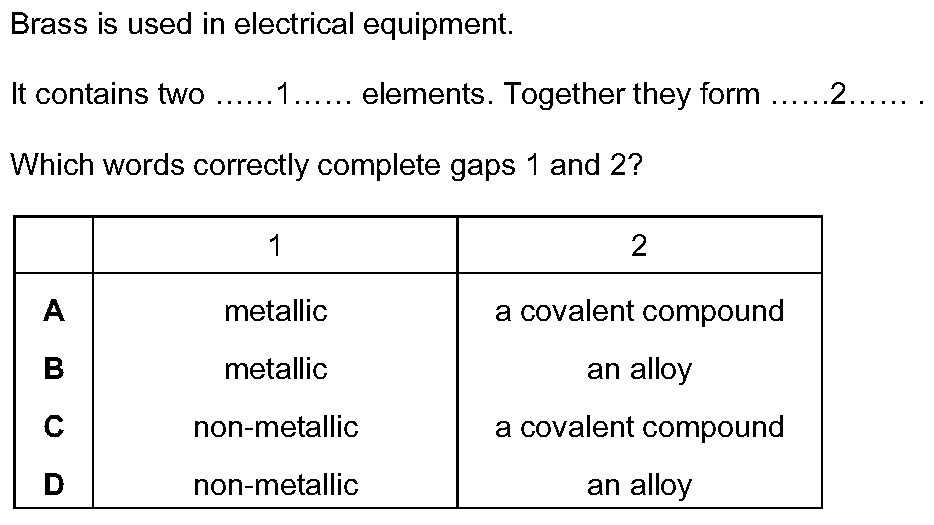 Brass is used in electrical equipment.
It contains two ……1…… elements. Together they form ……2…… .
Which words correctly complete gaps 1 and 2?
1 2
A metallic a covalent compound
B metallic an alloy
C non-metallic a covalent compound
D non-metallic an alloy